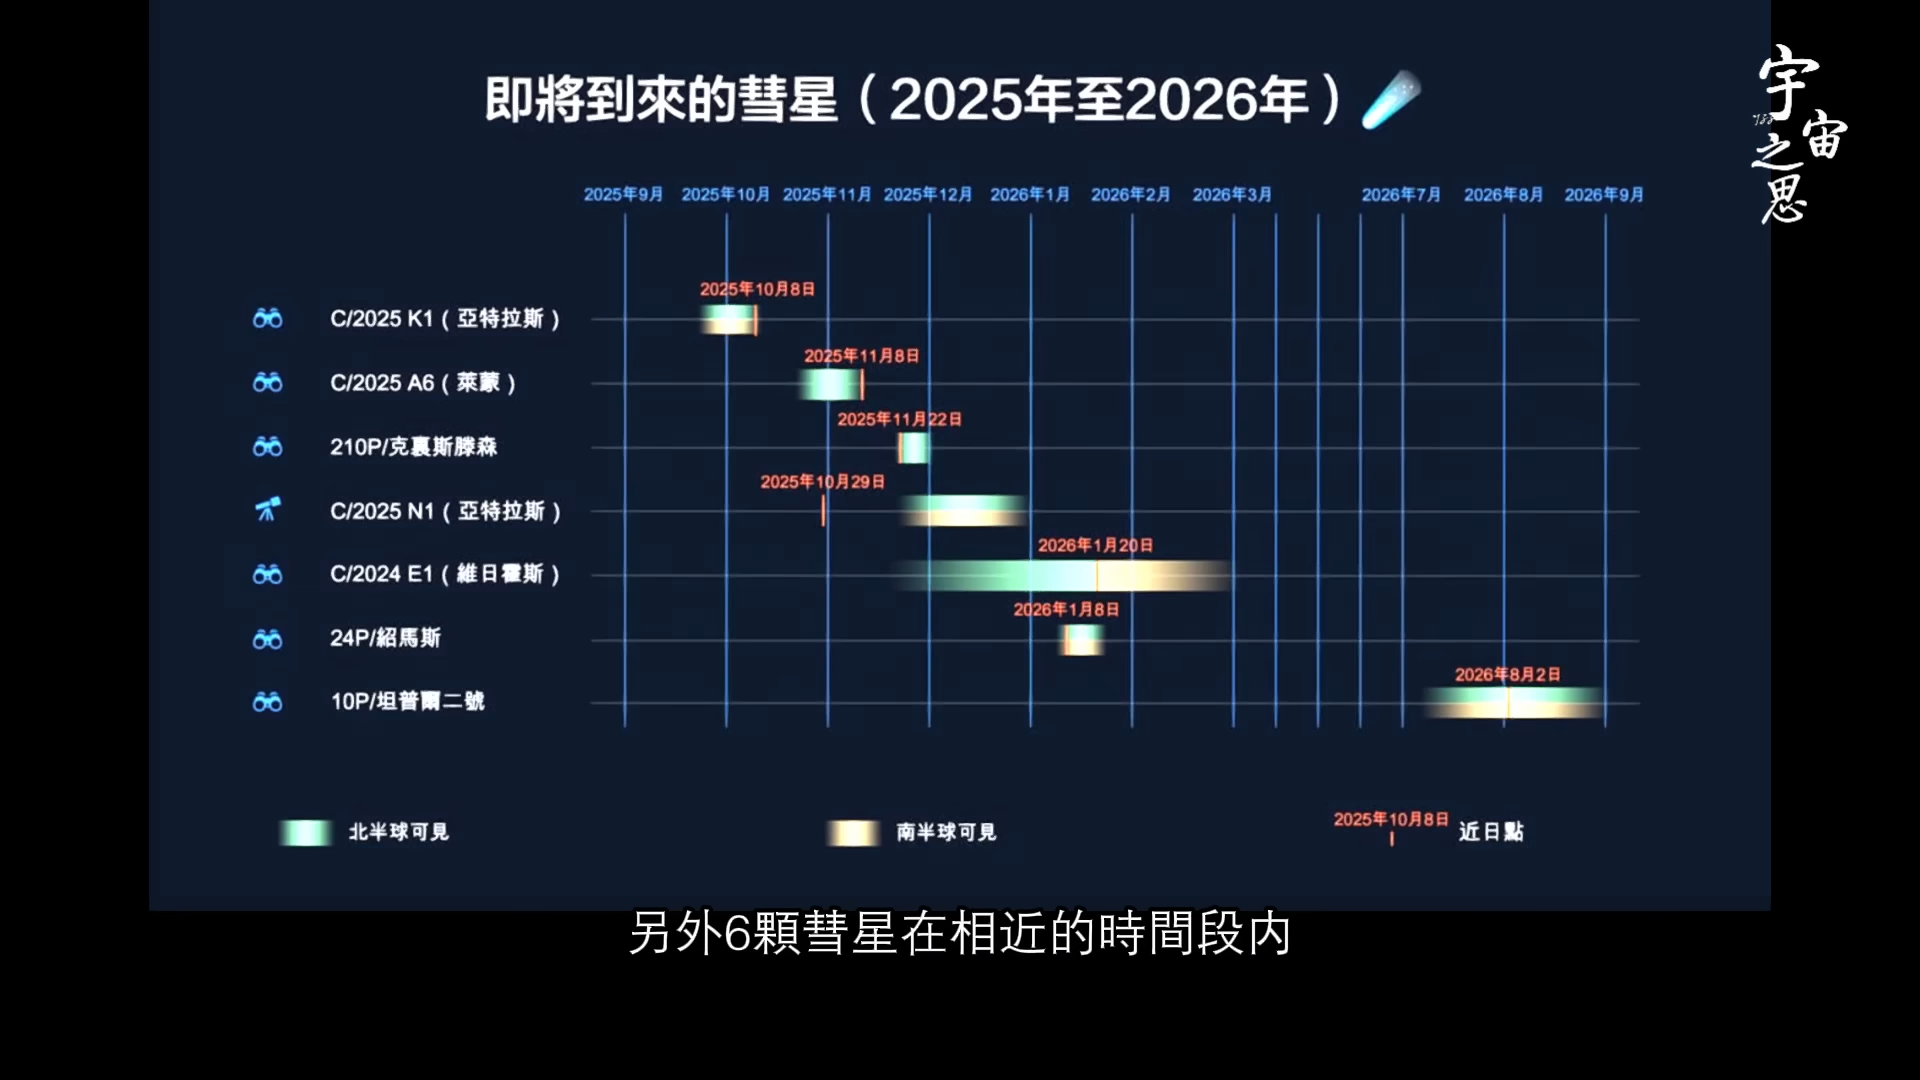 即將到來的彗星（2025年至2026年）
宇宙之思
2025年9月 2025年10月 2025年11月 2025年12月 2026年1月 2026年2月 2026年3月 2026年7月 2026年8月 2026年9月
2025年10月8日
C/2025 K1（亞特拉斯）
2025年11月8日
C/2025 A6（萊蒙）
2025年11月22日
210P/克裏斯滕森
2025年10月29日
C/2025 N1（亞特拉斯）
2026年1月20日
C/2024 E1（維日霍斯）
2026年1月8日
24P/紹馬斯
2026年8月2日
10P/坦普爾二號
北半球可見
南半球可見
2025年10月8日 近日點
另外6顆彗星在相近的時間段内